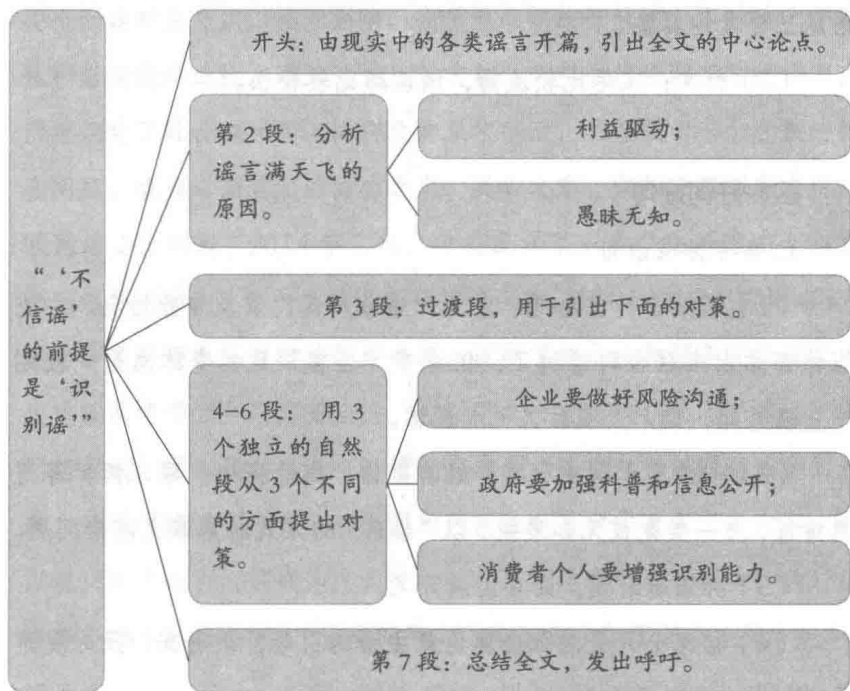 “‘不
信谣’
的前提
是‘识
别谣’”
开头：由现实中的各类谣言开篇，引出全文的中心论点。
第2段：分析
谣言满天飞的
原因。
利益驱动；
愚昧无知。
第3段：过渡段，用于引出下面的对策。
4-6段： 用3
个独立的自然
段从3个不同
的方面提出对
策。
企业要做好风险沟通；
政府要加强科普和信息公开；
消费者个人要增强识别能力。
第7段：总结全文，发出呼吁。